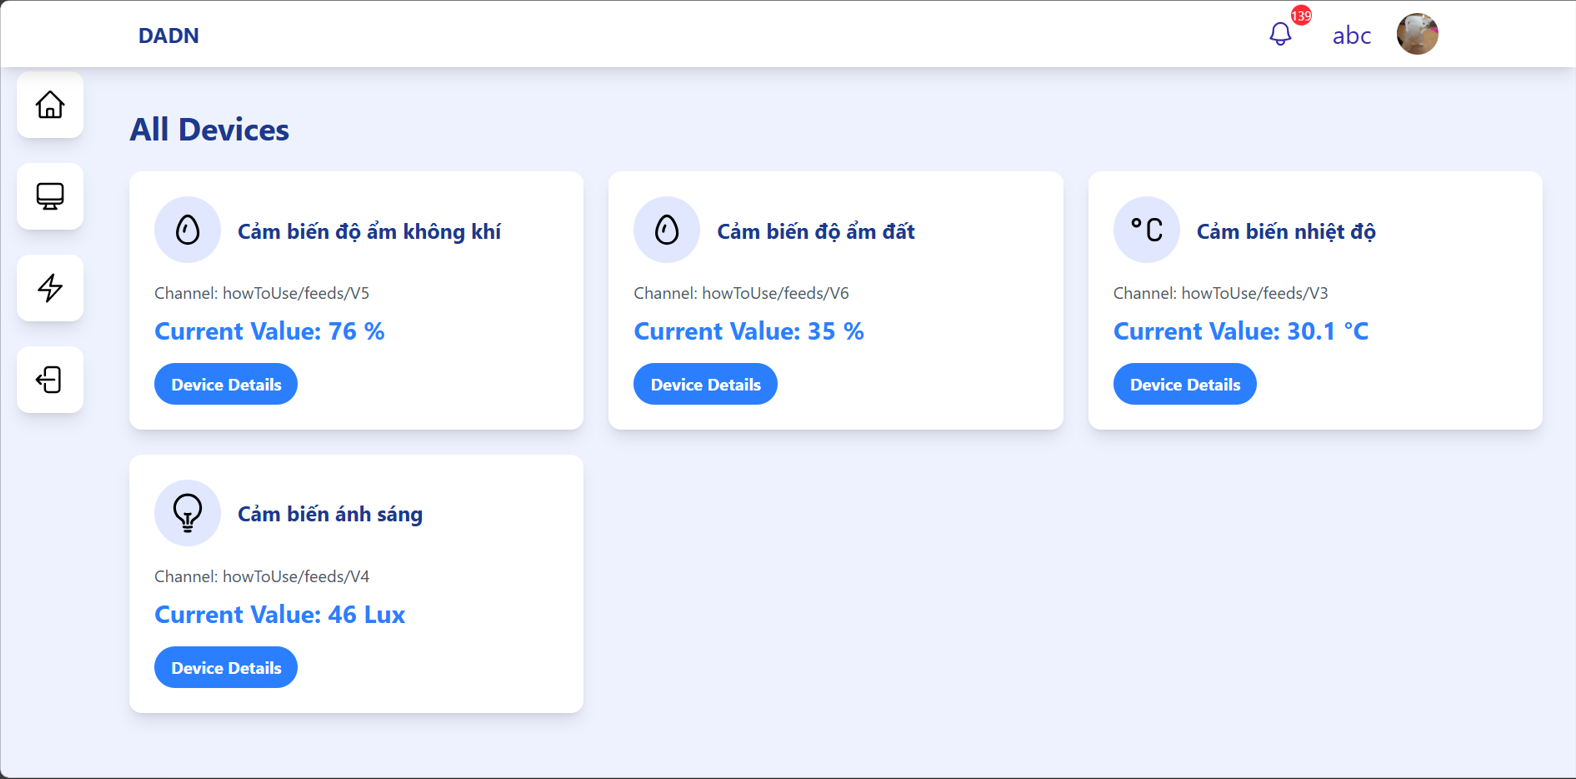 DADN
139
abc
All Devices
Cảm biến độ ẩm không khí
Channel: howToUse/feeds/V5
Current Value: 76 %
Device Details
Cảm biến độ ẩm đất
Channel: howToUse/feeds/V6
Current Value: 35 %
Device Details
°C
Cảm biến nhiệt độ
Channel: howToUse/feeds/V3
Current Value: 30.1 °C
Device Details
Cảm biến ánh sáng
Channel: howToUse/feeds/V4
Current Value: 46 Lux
Device Details